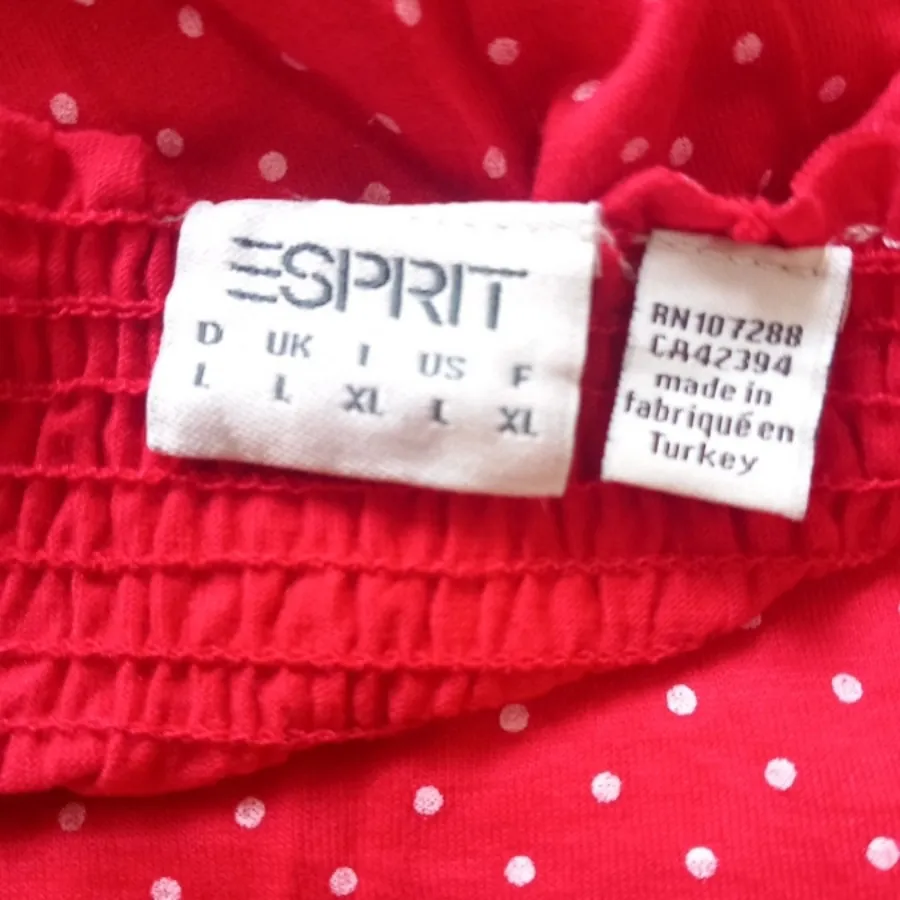 ESPRIT
D UK I US F
L L XL L XL
RN107288
CA42394
made in
fabriqué en
Turkey